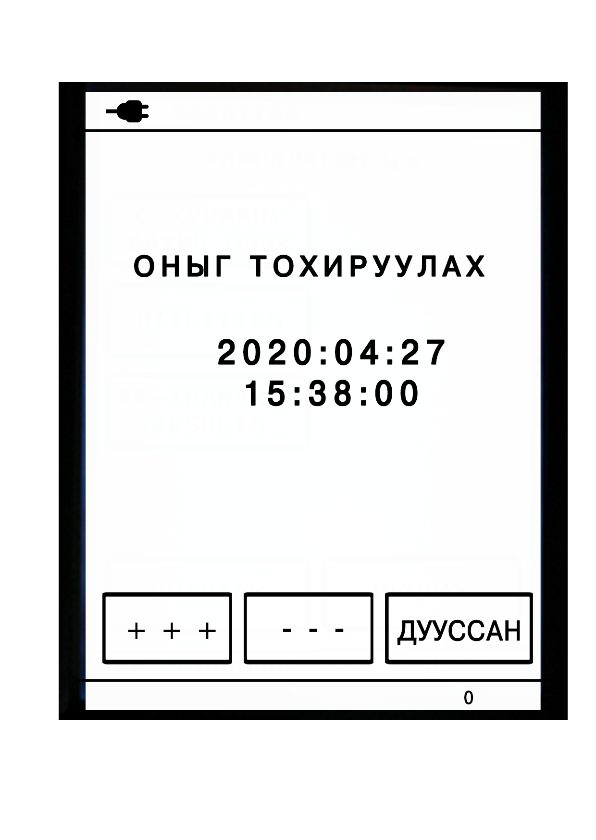 ОНЫГ ТОХИРУУЛАХ
2020:04:27
15:38:00
+ + + - - - ДУУССАН
0